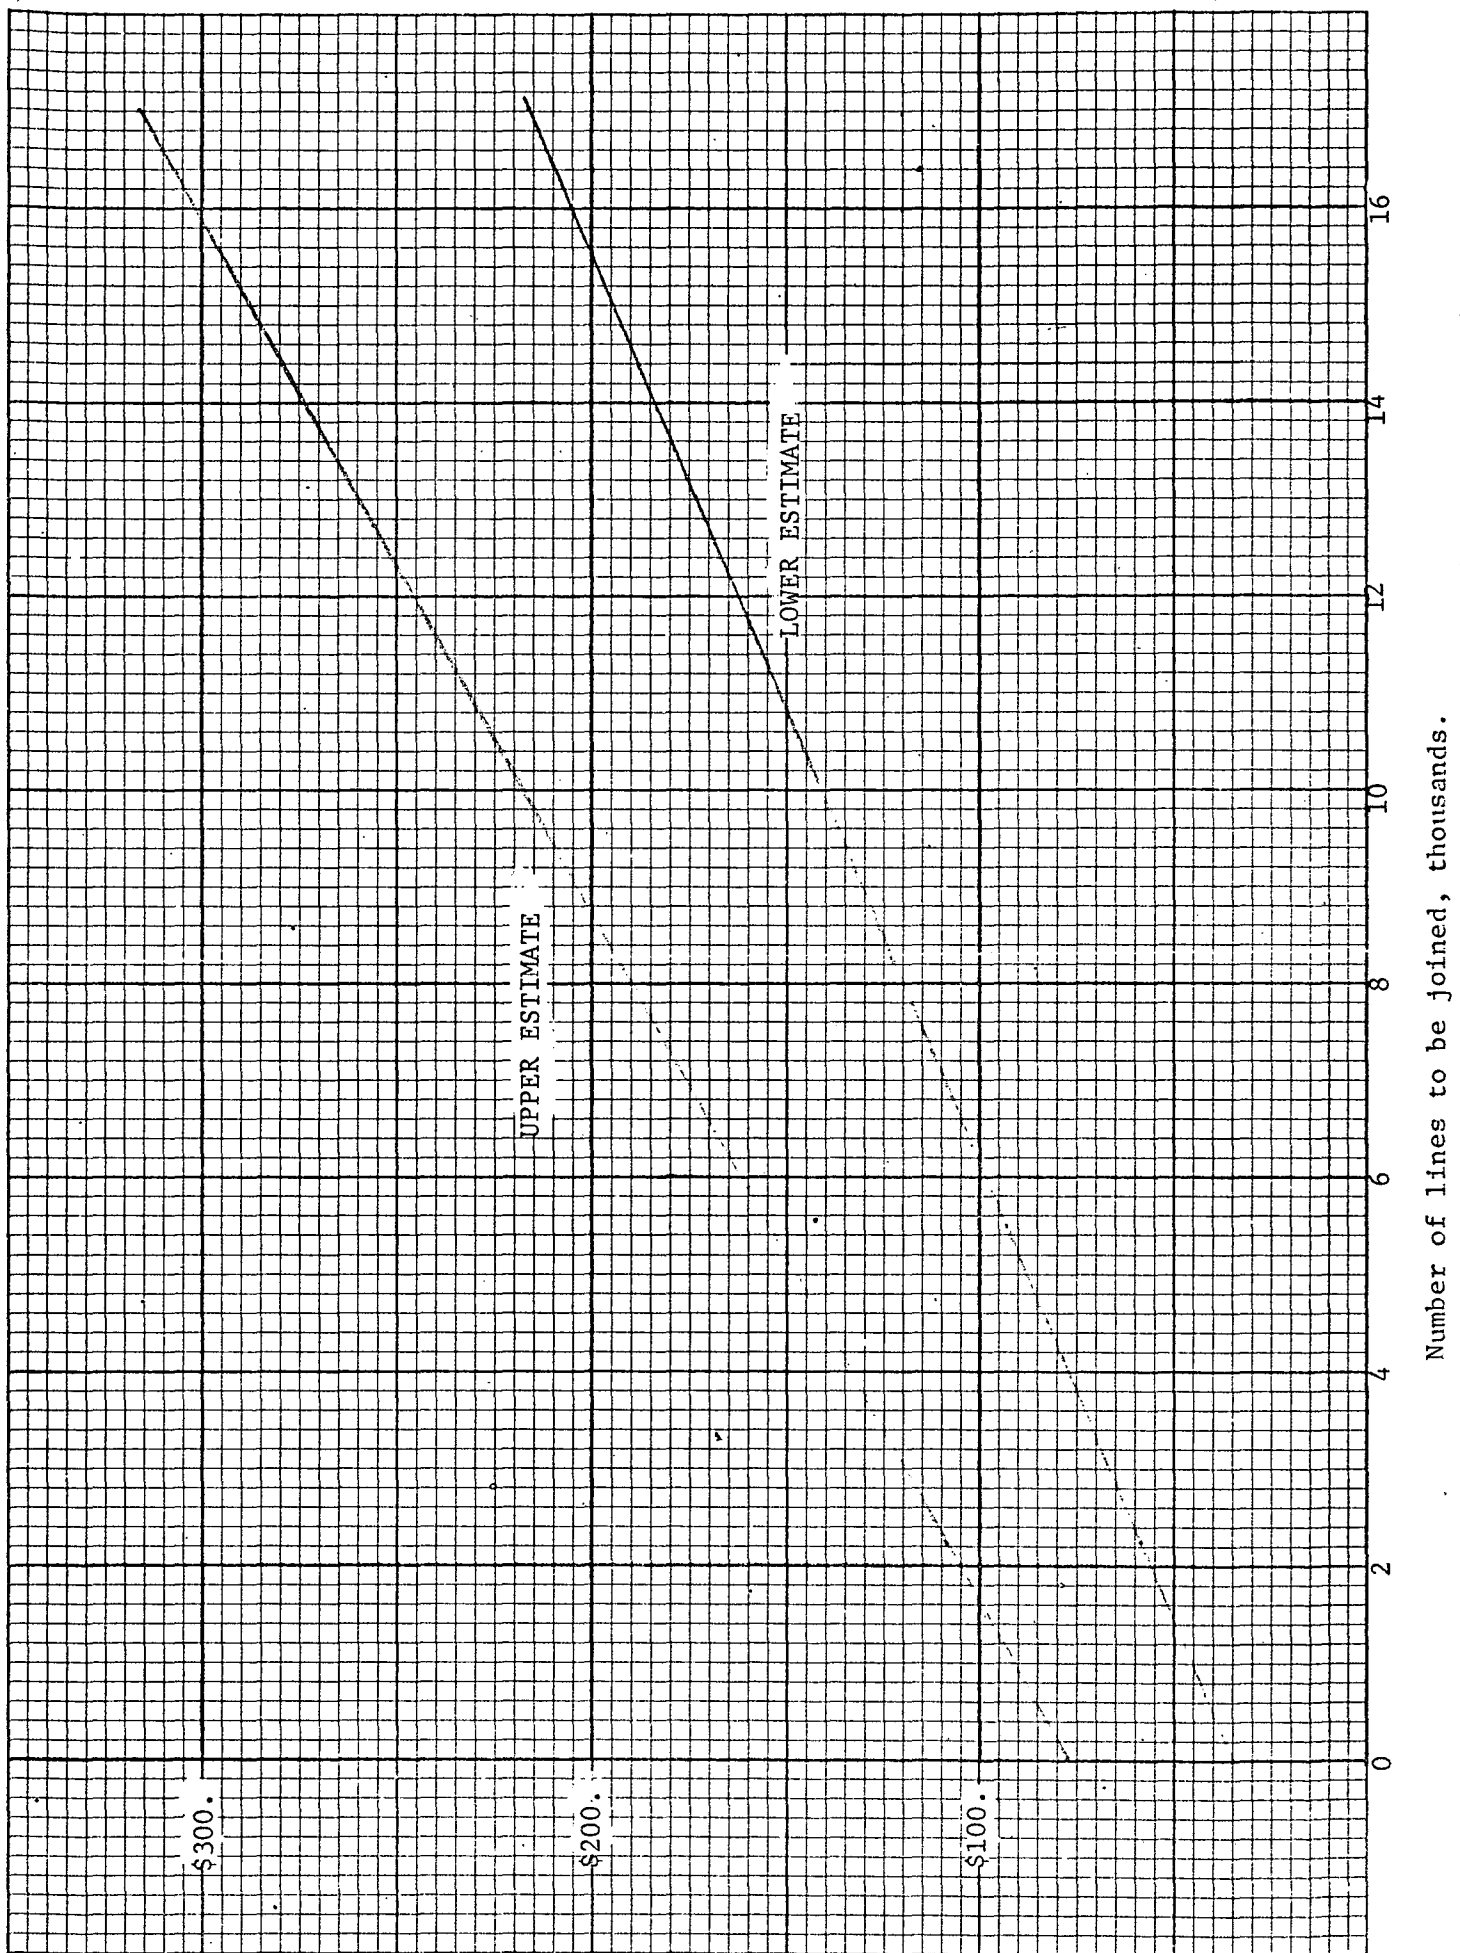 $300.
$200.
$100.
UPPER ESTIMATE
LOWER ESTIMATE
0 2 4 6 8 10 12 14 16
Number of lines to be joined, thousands.